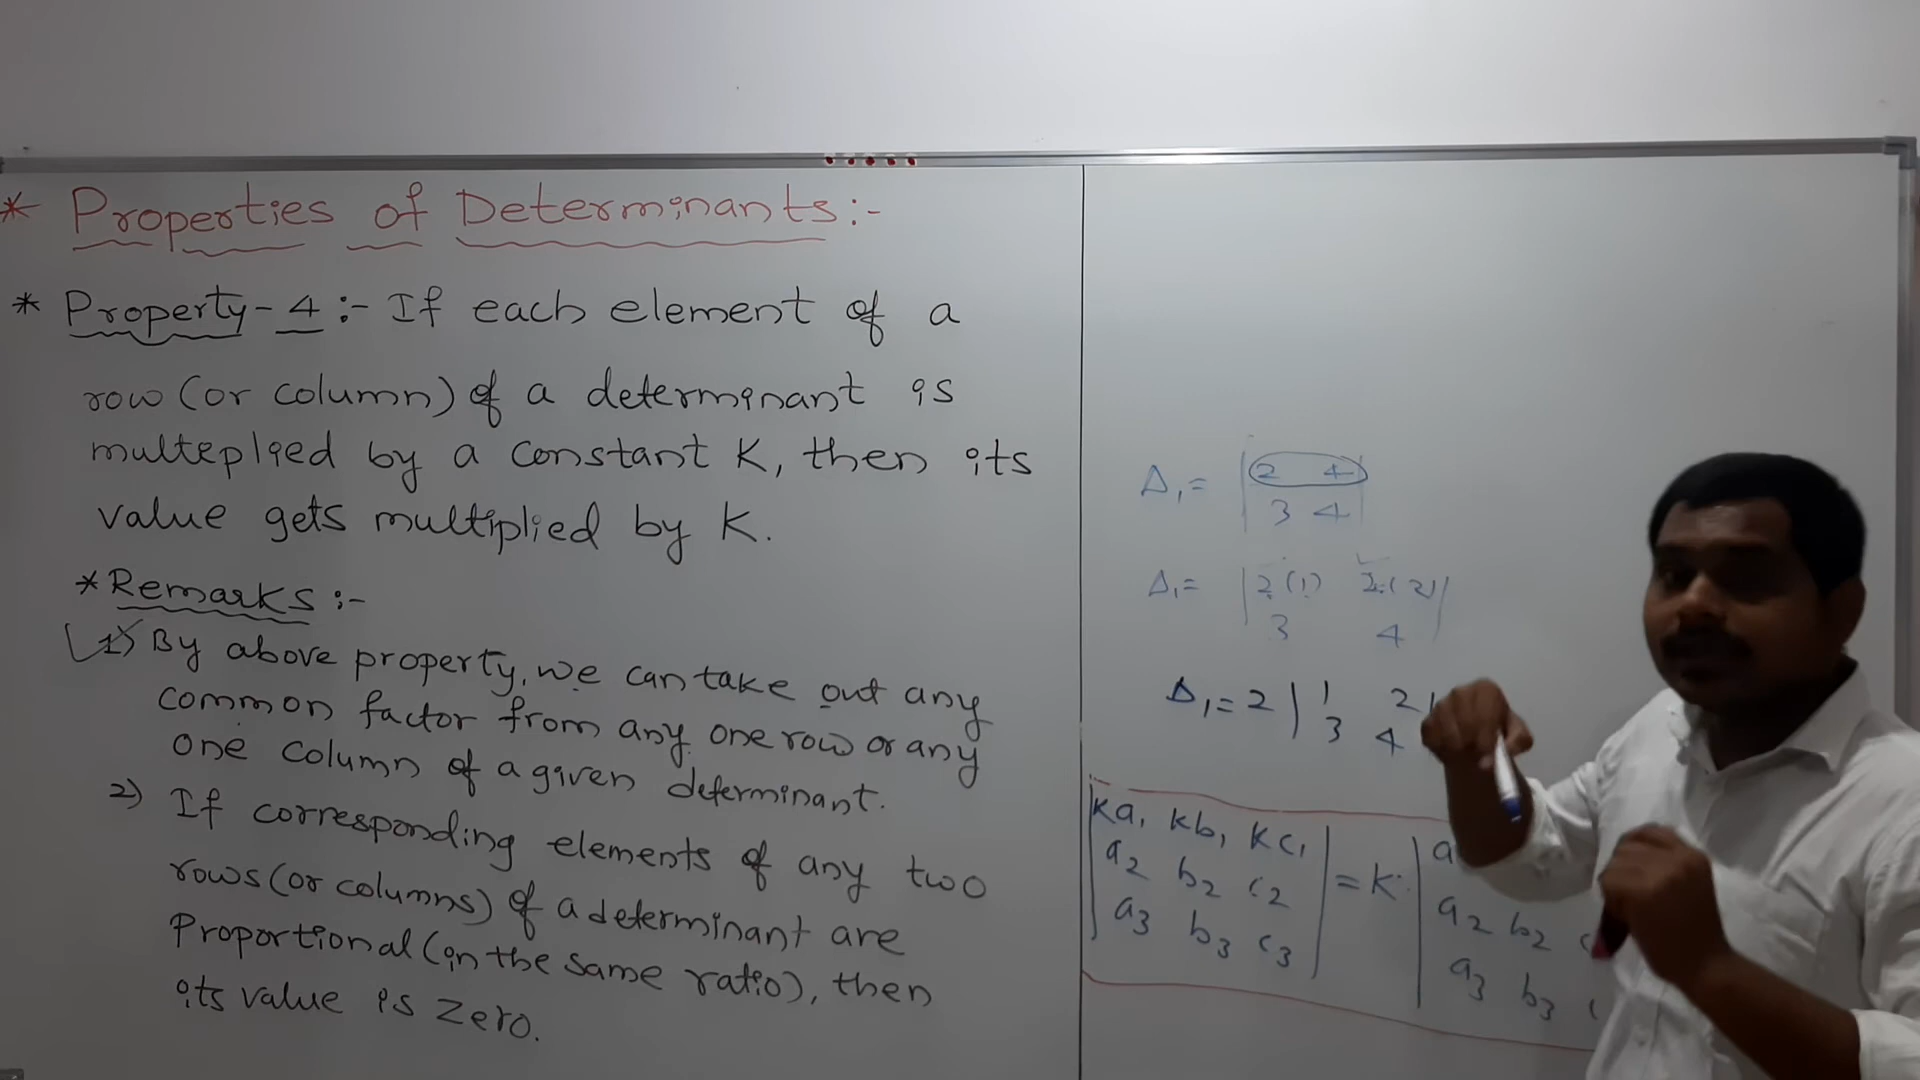 * Properties of Determinants:-
* Property-4:- If each element of a
row (or column) of a determinant is
multeplied by a constant K, then its
value gets multiplied by K.
* Remarks:-
1) By above property, we can take out any
common factor from any one row or any
one column of a given determinant.
2) If corresponding elements of any two
rows (or columns) of a determinant are
Proportional (in the same ratio), then
its value is Zero.
Δ₁ = | 2 4 |
3 4
Δ₁ = | 2(1) 2(2) |
3 4
Δ₁ = 2 | 1 2 |
3 4
| ka₁ kb₁ kc₁ | = K· | a
a₂ b₂ c₂ a₂ b₂ c
a₃ b₃ c₃ a₃ b₃